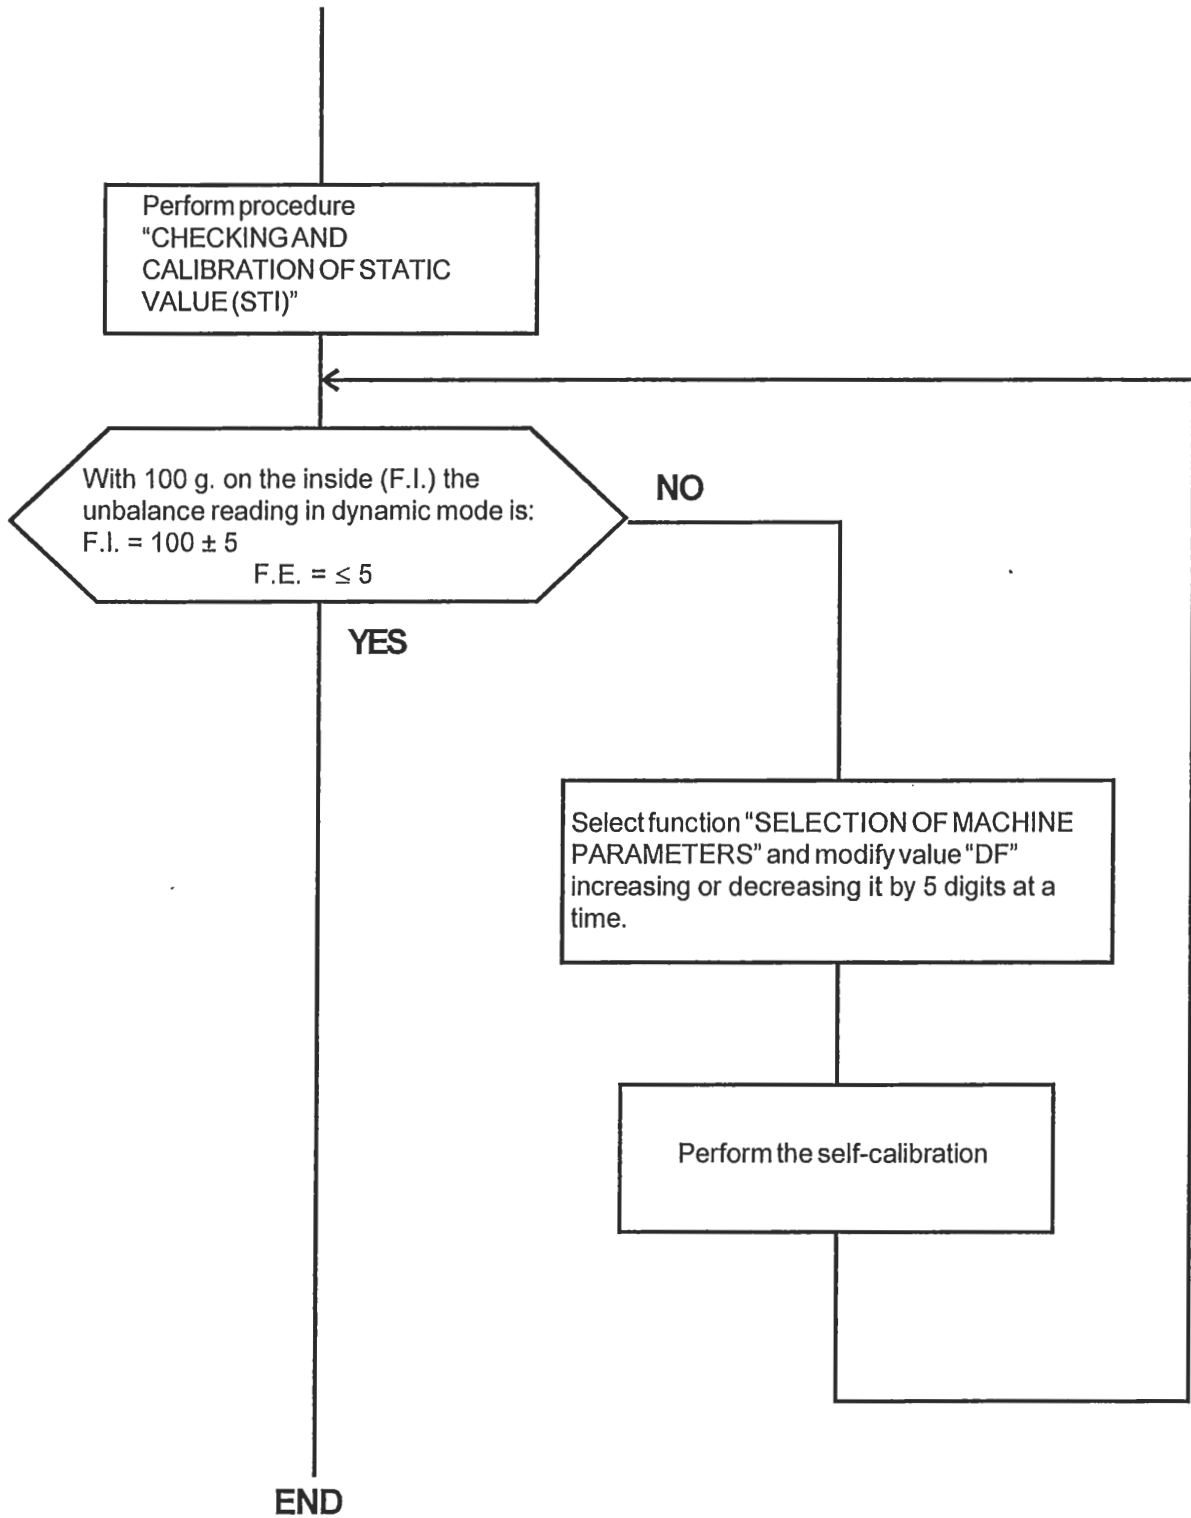 Perform procedure
“CHECKING AND
CALIBRATION OF STATIC
VALUE (STI)”
With 100 g. on the inside (F.I.) the
unbalance reading in dynamic mode is:
F.I. = 100 ± 5
F.E. = ≤ 5
NO
YES
Select function “SELECTION OF MACHINE
PARAMETERS” and modify value “DF”
increasing or decreasing it by 5 digits at a
time.
Perform the self-calibration
END